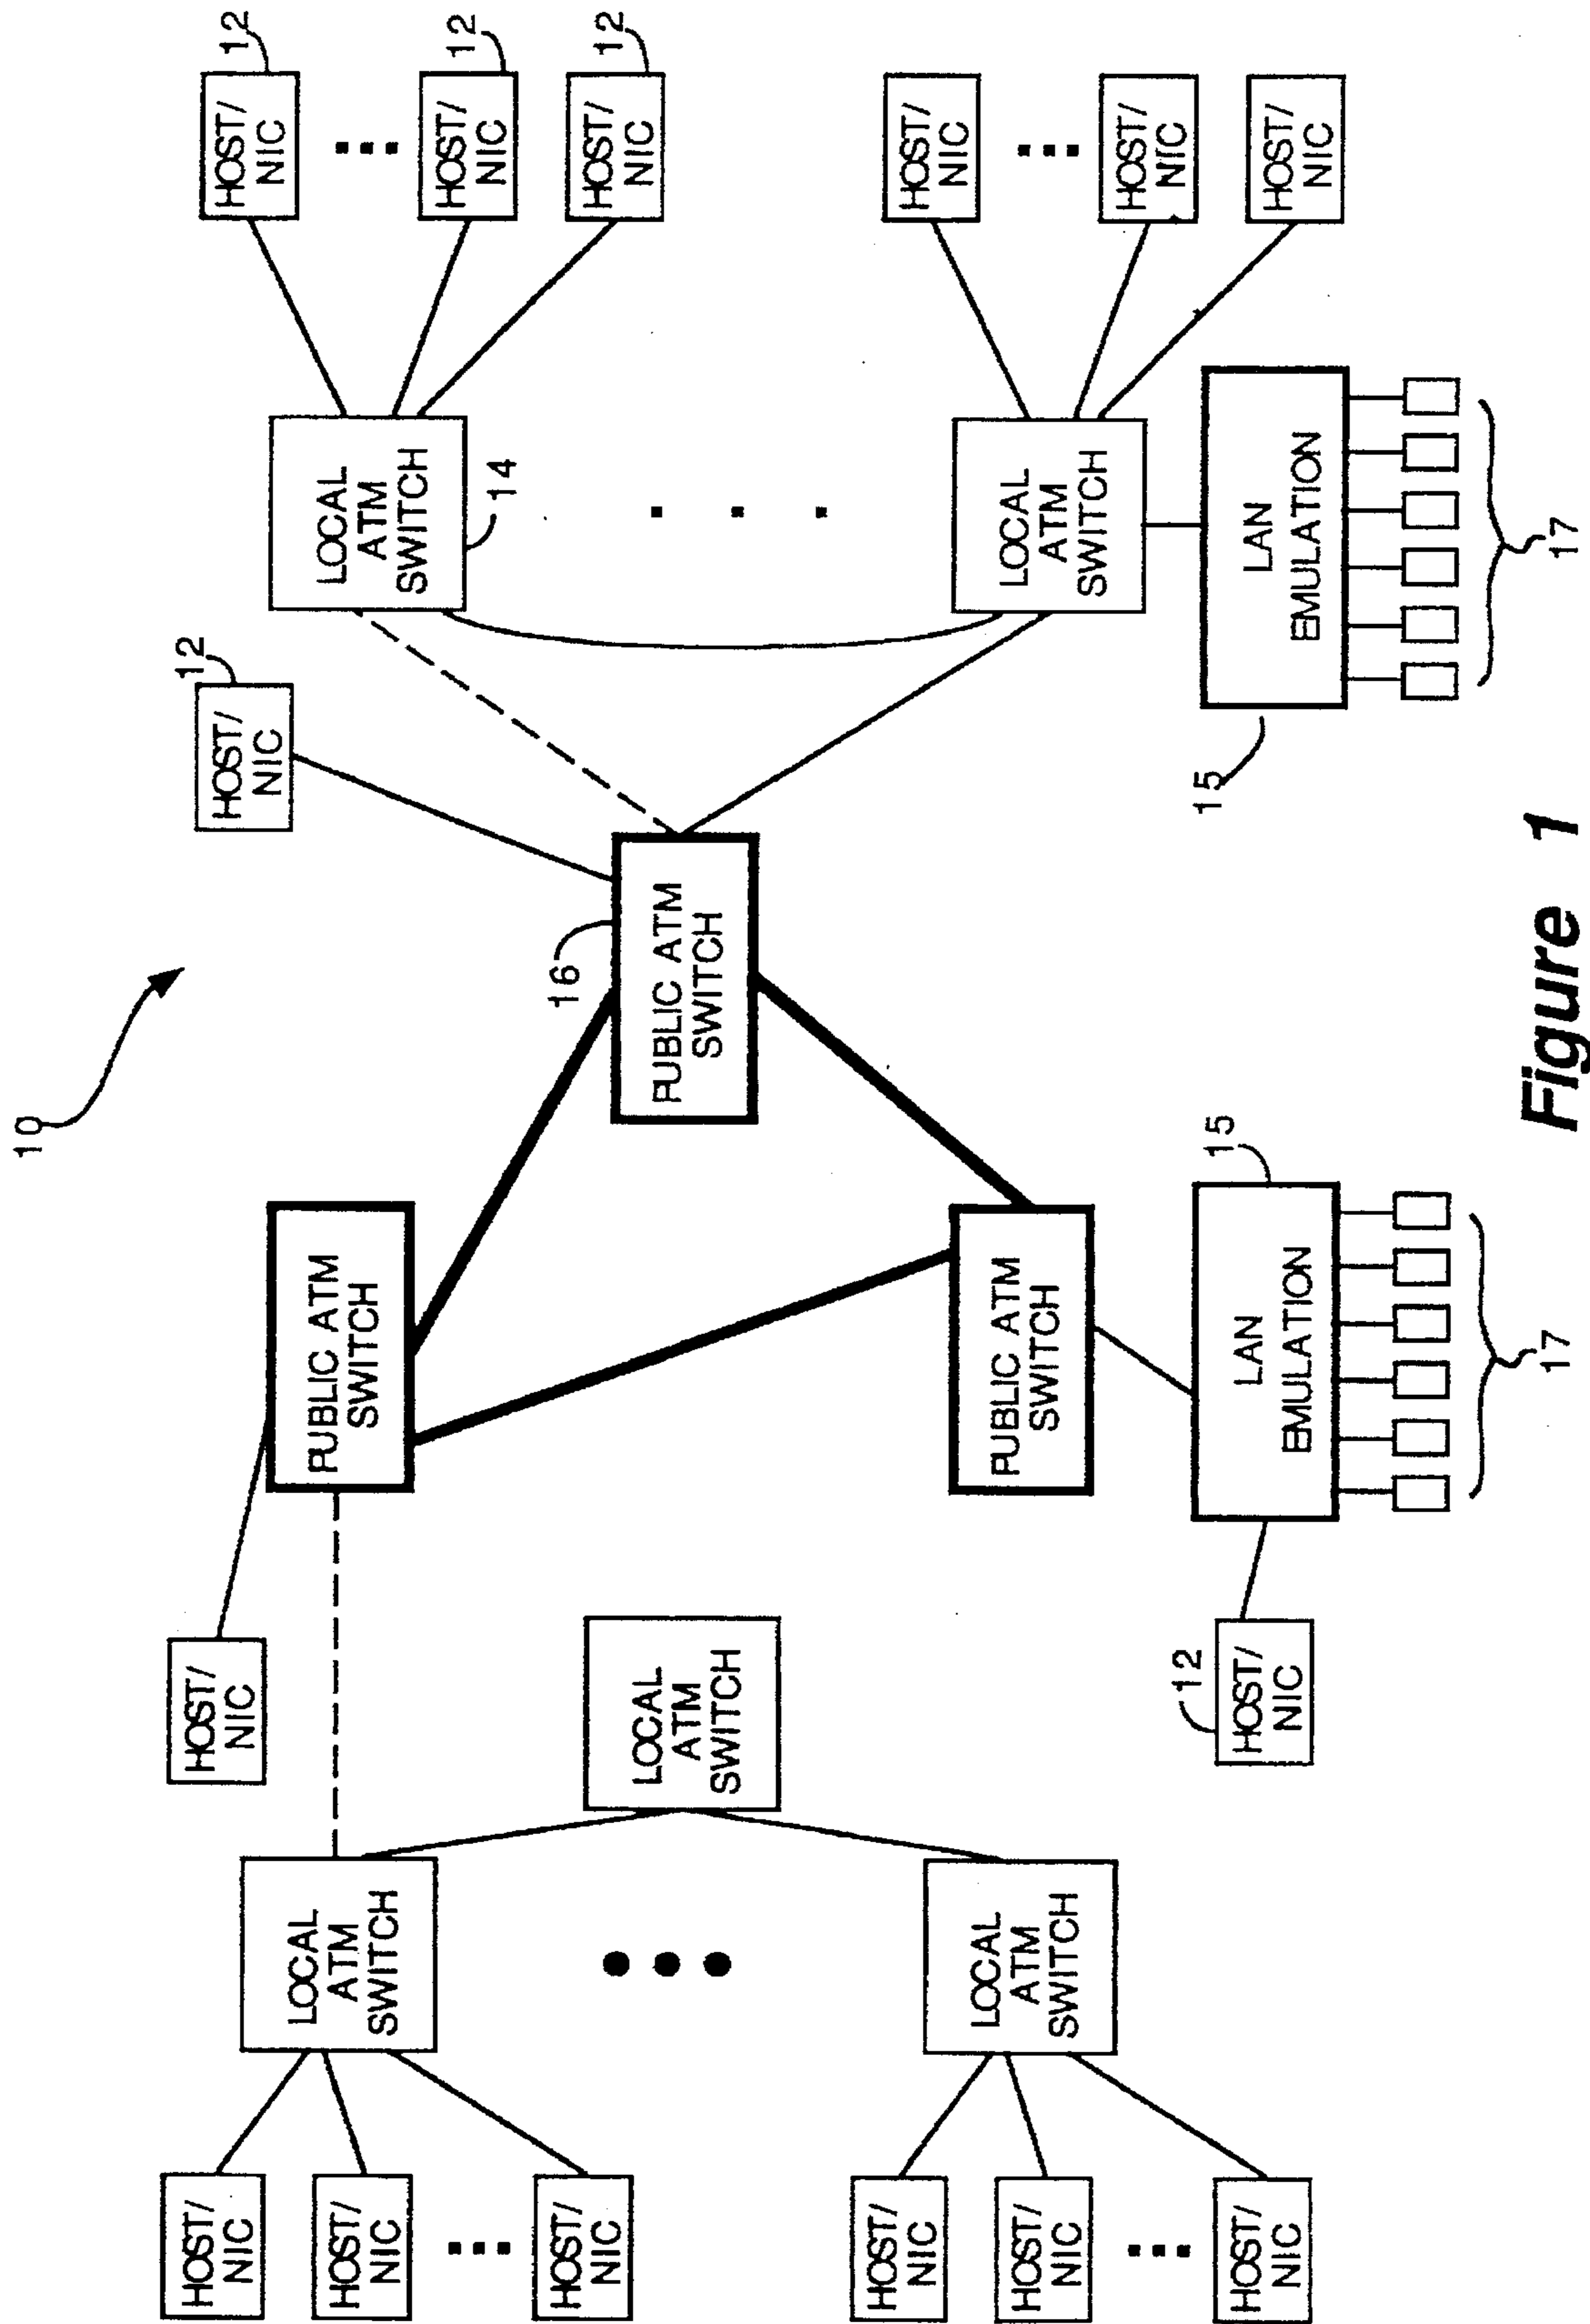 10
HOST/
NIC
HOST/
NIC
12
HOST/
NIC
HOST/
NIC
12
LOCAL
ATM
SWITCH
PUBLIC ATM
SWITCH
LOCAL
ATM
SWITCH
14
HOST/
NIC
HOST/
NIC
12
HOST/
NIC
LOCAL
ATM
SWITCH
16
PUBLIC ATM
SWITCH
HOST/
NIC
12
HOST/
NIC
LOCAL
ATM
SWITCH
PUBLIC ATM
SWITCH
LOCAL
ATM
SWITCH
HOST/
NIC
HOST/
NIC
HOST/
NIC
HOST/
NIC
12
HOST/
NIC
15
LAN
EMULATION
15
LAN
EMULATION
HOST/
NIC
17
17
Figure 1